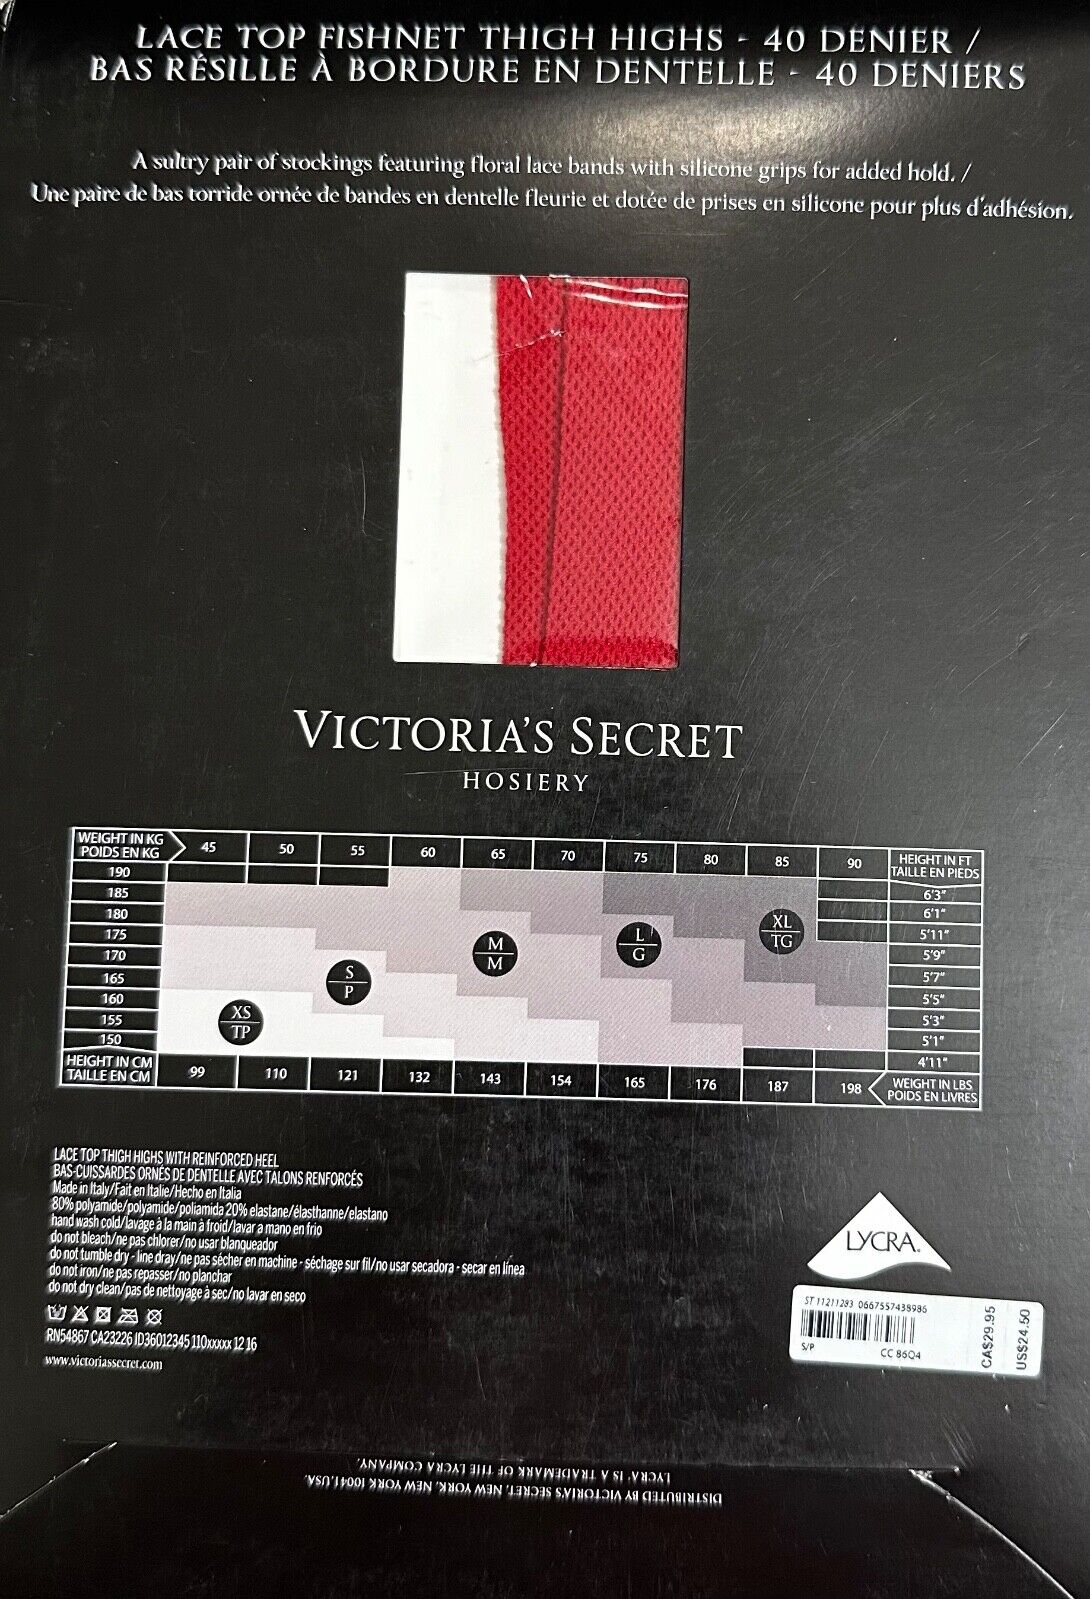 LACE TOP FISHNET THIGH HIGHS - 40 DENIER /
BAS RÉSILLE À BORDURE EN DENTELLE - 40 DENIERS
A sultry pair of stockings featuring floral lace bands with silicone grips for added hold. /
Une paire de bas torride ornée de bandes en dentelle fleurie et dotée de prises en silicone pour plus d'adhésion.
VICTORIA'S SECRET
HOSIERY
WEIGHT IN KG
POIDS EN KG
45 50 55 60 65 70 75 80 85 90
HEIGHT IN FT
TAILLE EN PIEDS
190
185 6'3"
180 6'1"
175 5'11"
170 5'9"
165 5'7"
160 5'5"
155 5'3"
150 5'1"
4'11"
XL
TG
L
G
M
M
S
P
XS
TP
HEIGHT IN CM
TAILLE EN CM
99 110 121 132 143 154 165 176 187 198
WEIGHT IN LBS
POIDS EN LIVRES
LACE TOP THIGH HIGHS WITH REINFORCED HEEL
BAS-CUISSARDES ORNÉS DE DENTELLE AVEC TALONS RENFORCÉS
Made in Italy/Fait en Italie/Hecho en Italia
80% polyamide/polyamide/poliamida 20% elastane/élasthanne/elastano
hand wash cold/lavage à la main à froid/lavar a mano en frio
do not bleach/ne pas chlorer/no usar blanqueador
do not tumble dry - line dray/ne pas sécher en machine - séchage sur fil/no usar secadora - secar en línea
do not iron/ne pas repasser/no planchar
do not dry clean/pas de nettoyage à sec/no lavar en seco
RN54867 CA23226 ID36012345 110xxxxx 12 16
www.victoriassecret.com
LYCRA®
ST 11211283 0667557438986
S/P CC 86Q4
CA$29.95
US$24.50
DISTRIBUTED BY VICTORIA'S SECRET, NEW YORK, NEW YORK 10041.USA.
LYCRA® IS A TRADEMARK OF THE LYCRA COMPANY.